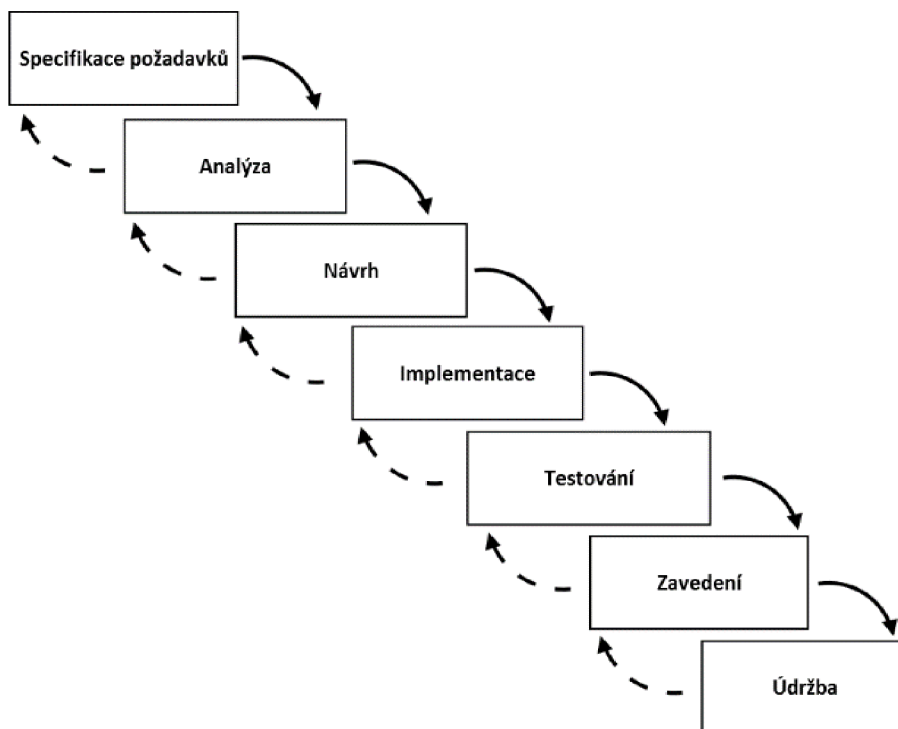 Specifikace požadavků
Analýza
Návrh
Implementace
Testování
Zavedení
Údržba